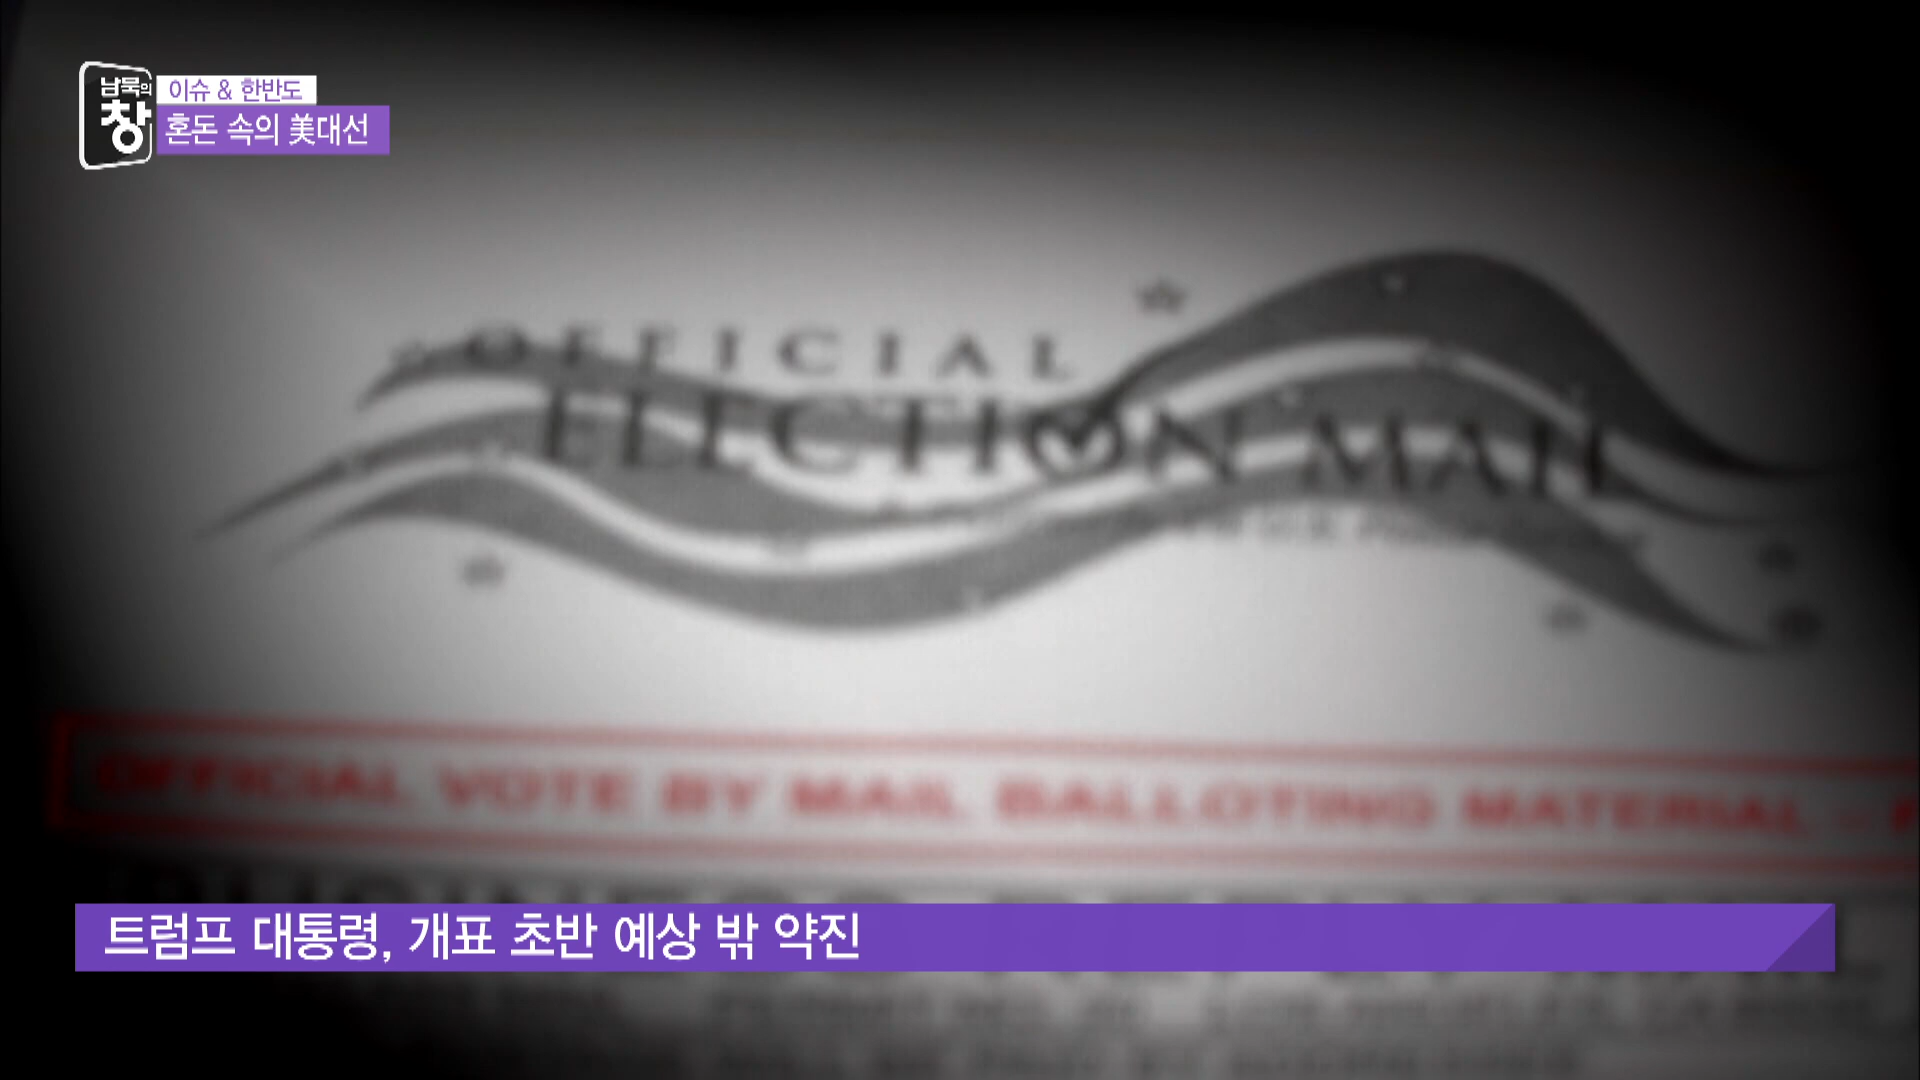 남북의
창
이슈 & 한반도
혼돈 속의 美대선
OFFICIAL
ELECTION MAIL
OFFICIAL VOTE BY MAIL BALLOTING MATERIAL -
트럼프 대통령, 개표 초반 예상 밖 약진